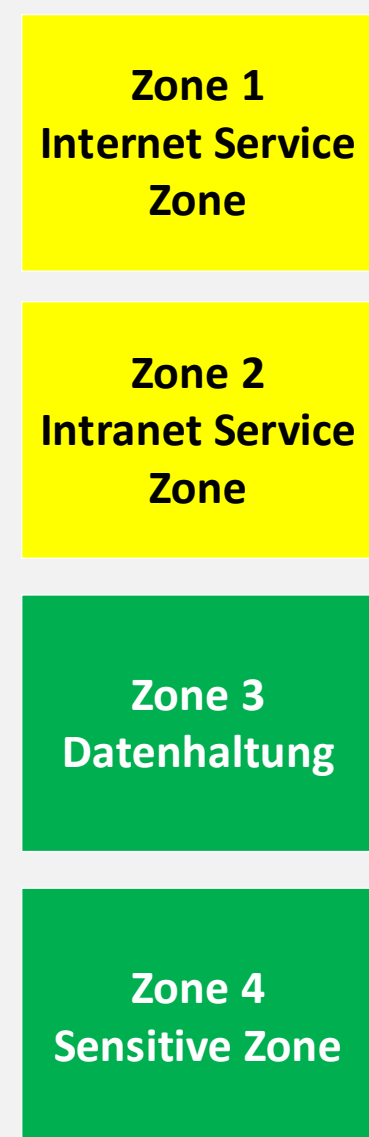 Zone 1
Internet Service
Zone
Zone 2
Intranet Service
Zone
Zone 3
Datenhaltung
Zone 4
Sensitive Zone